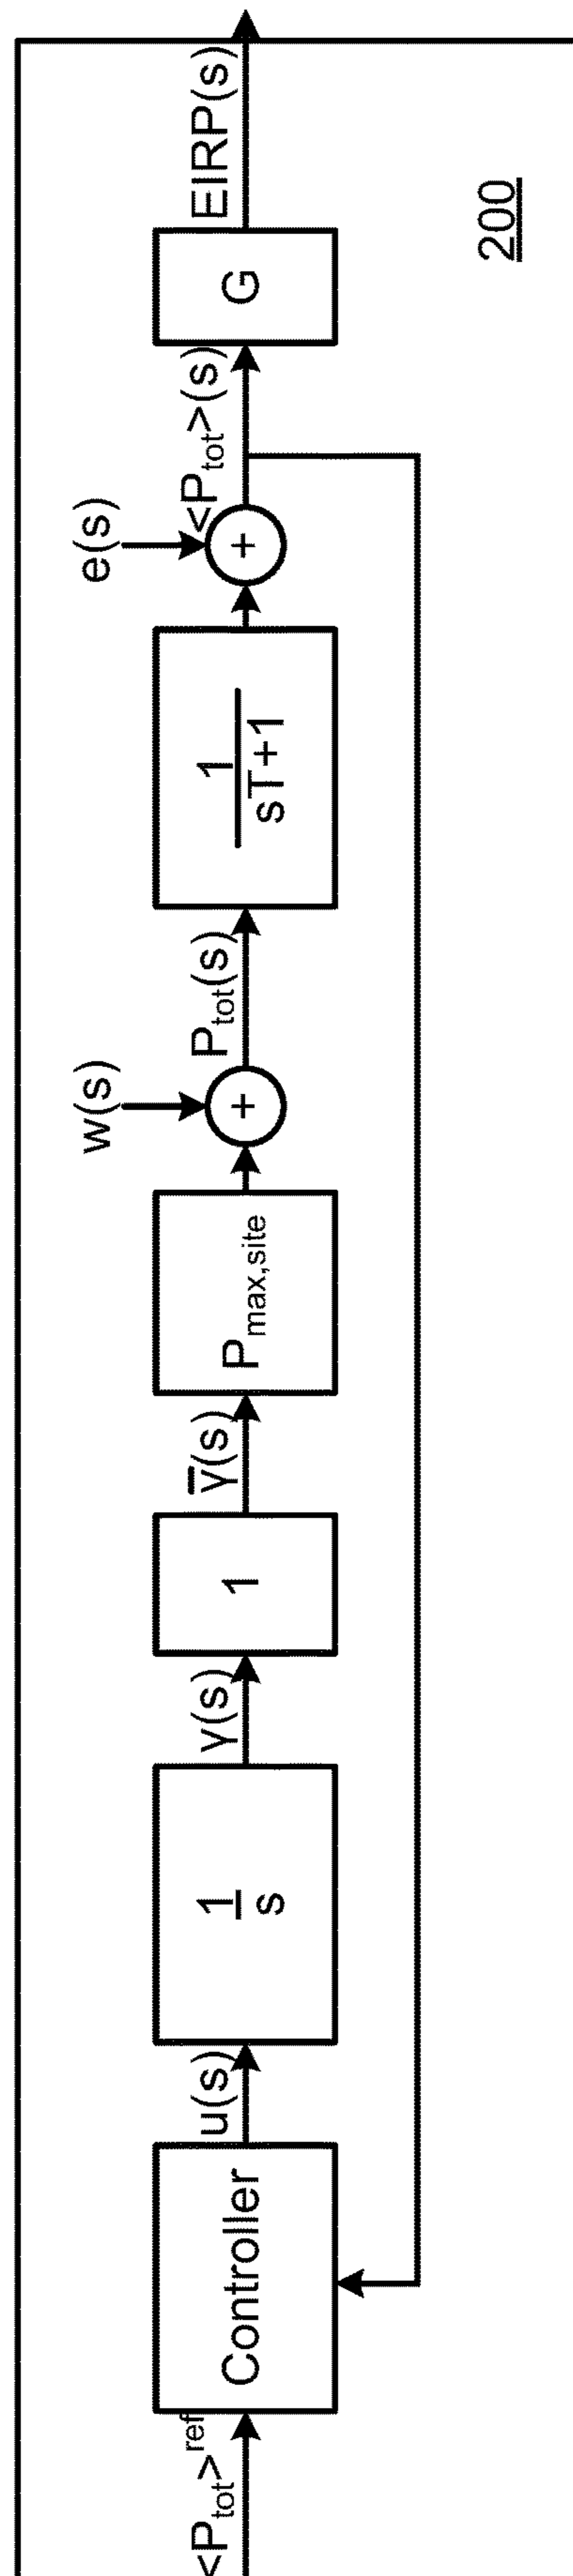 <P_tot>^ref
Controller
u(s)
1
s
γ(s)
1
γ̅(s)
P_max,site
w(s)
+
P_tot(s)
1
sT+1
e(s)
+
<P_tot>(s)
G
EIRP(s)
200